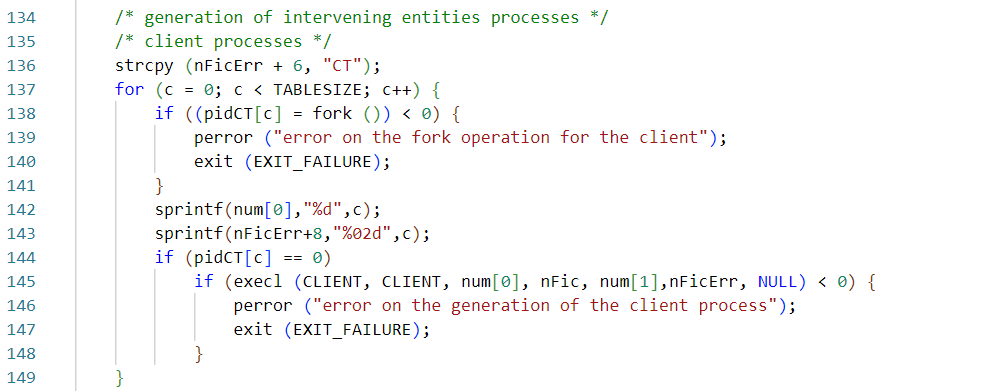 134 /* generation of intervening entities processes */
135 /* client processes */
136 strcpy (nFicErr + 6, "CT");
137 for (c = 0; c < TABLESIZE; c++) {
138 if ((pidCT[c] = fork ()) < 0) {
139 perror ("error on the fork operation for the client");
140 exit (EXIT_FAILURE);
141 }
142 sprintf(num[0],"%d",c);
143 sprintf(nFicErr+8,"%02d",c);
144 if (pidCT[c] == 0)
145 if (execl (CLIENT, CLIENT, num[0], nFic, num[1],nFicErr, NULL) < 0) {
146 perror ("error on the generation of the client process");
147 exit (EXIT_FAILURE);
148 }
149 }